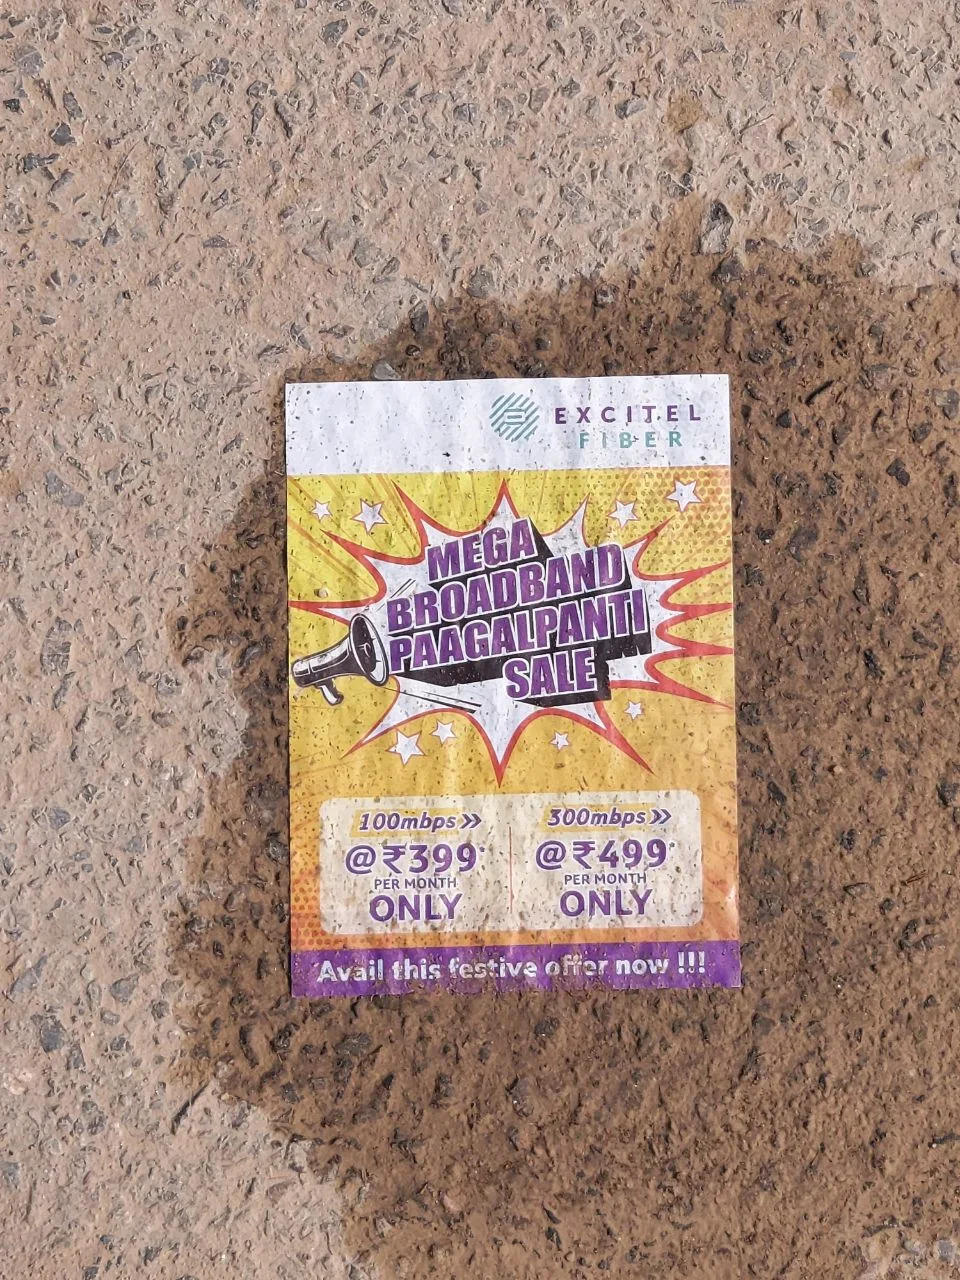 EXCITEL
FIBER
MEGA
BROADBAND
PAAGALPANTI
SALE
100mbps »
300mbps »
@ ₹399*
PER MONTH
ONLY
@ ₹499*
PER MONTH
ONLY
Avail this festive offer now !!!